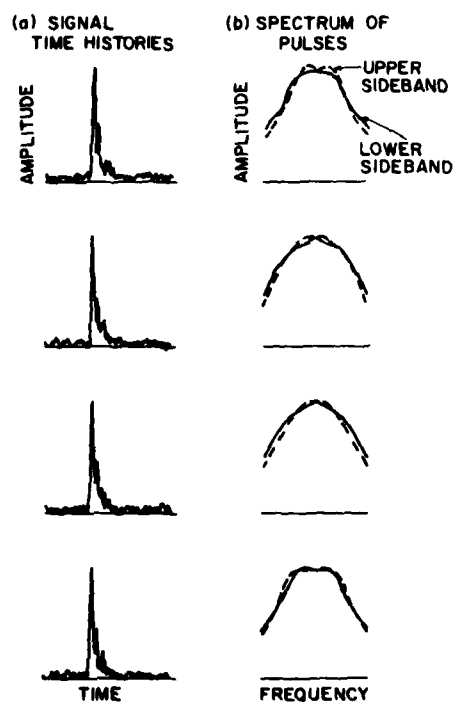 (a) SIGNAL
TIME HISTORIES
(b) SPECTRUM OF
PULSES
AMPLITUDE
AMPLITUDE
UPPER
SIDEBAND
LOWER
SIDEBAND
TIME
FREQUENCY